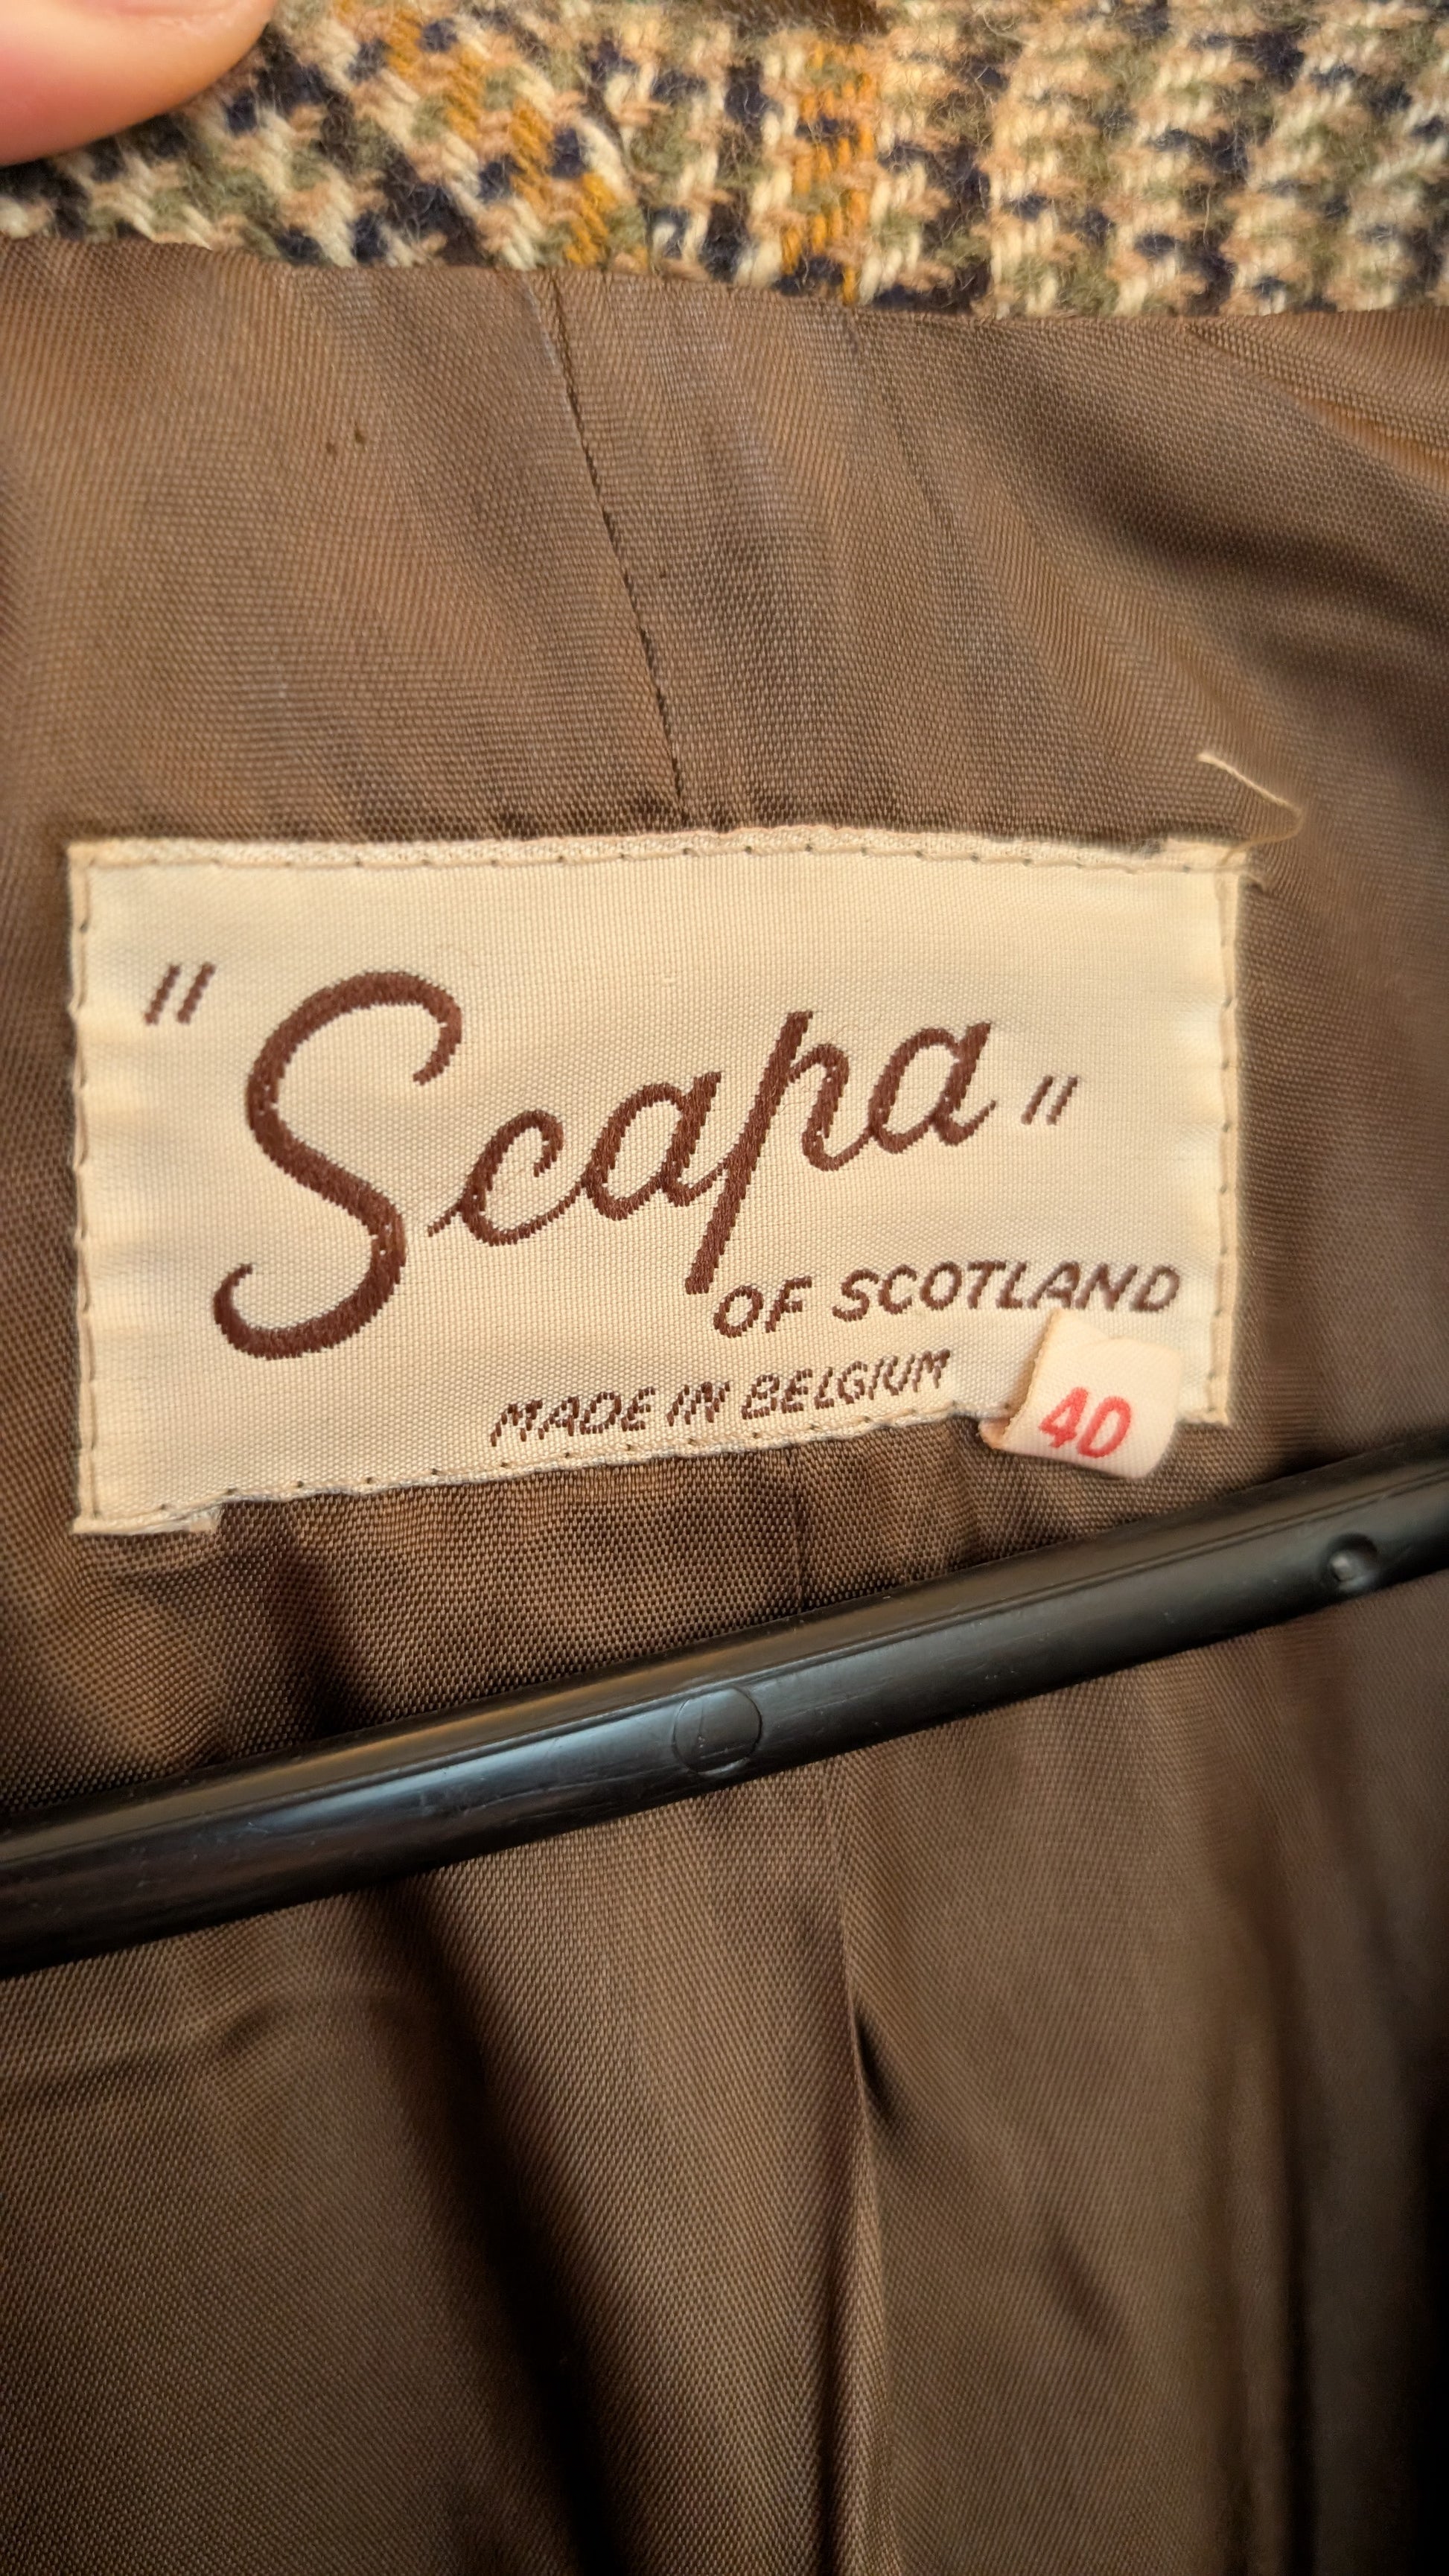 "Scapa"
OF SCOTLAND
MADE IN BELGIUM
40